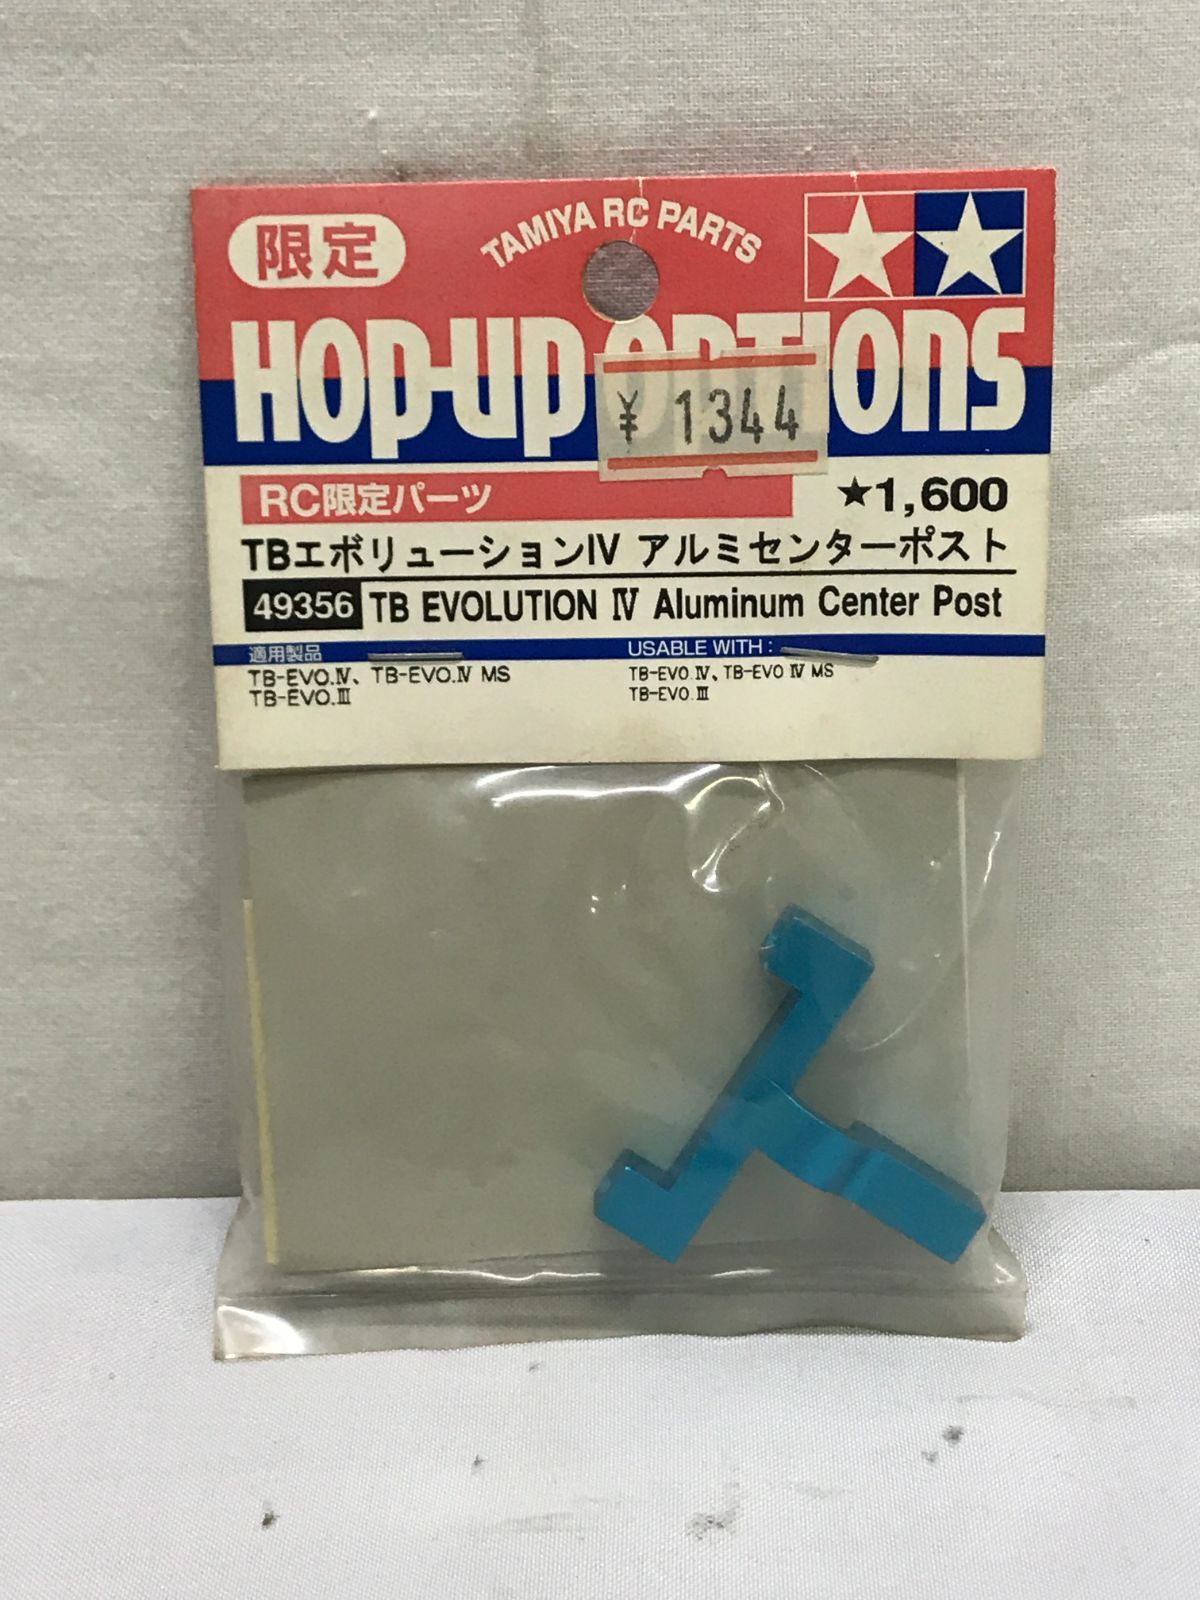 限定
TAMIYA RC PARTS
HOP-UP OPTIONS
¥ 1344
RC限定パーツ
★1,600
TBエボリューションIV アルミセンターポスト
49356 TB EVOLUTION Ⅳ Aluminum Center Post
適用製品
TB-EVO.Ⅳ、TB-EVO.Ⅳ MS
TB-EVO.Ⅲ
USABLE WITH:
TB-EVO.Ⅳ、TB-EVO Ⅳ MS
TB-EVO.Ⅲ